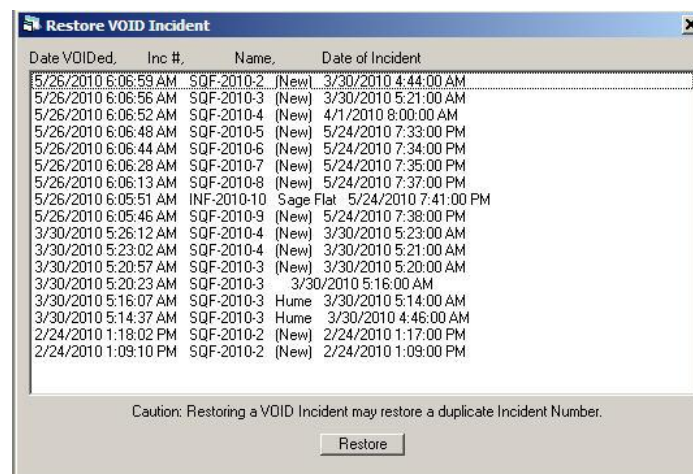 Restore VOID Incident
Date VOIDed, Inc #, Name, Date of Incident
5/26/2010 6:06:59 AM SQF-2010-2 (New) 3/30/2010 4:44:00 AM
5/26/2010 6:06:56 AM SQF-2010-3 (New) 3/30/2010 5:21:00 AM
5/26/2010 6:06:52 AM SQF-2010-4 (New) 4/1/2010 8:00:00 AM
5/26/2010 6:06:48 AM SQF-2010-5 (New) 5/24/2010 7:33:00 PM
5/26/2010 6:06:44 AM SQF-2010-6 (New) 5/24/2010 7:34:00 PM
5/26/2010 6:06:28 AM SQF-2010-7 (New) 5/24/2010 7:35:00 PM
5/26/2010 6:06:13 AM SQF-2010-8 (New) 5/24/2010 7:37:00 PM
5/26/2010 6:05:51 AM INF-2010-10 Sage Flat 5/24/2010 7:41:00 PM
5/26/2010 6:05:46 AM SQF-2010-9 (New) 5/24/2010 7:38:00 PM
3/30/2010 5:26:12 AM SQF-2010-4 (New) 3/30/2010 5:23:00 AM
3/30/2010 5:23:02 AM SQF-2010-4 (New) 3/30/2010 5:21:00 AM
3/30/2010 5:20:57 AM SQF-2010-3 (New) 3/30/2010 5:20:00 AM
3/30/2010 5:20:23 AM SQF-2010-3 3/30/2010 5:16:00 AM
3/30/2010 5:16:07 AM SQF-2010-3 Hume 3/30/2010 5:14:00 AM
3/30/2010 5:14:37 AM SQF-2010-3 Hume 3/30/2010 4:46:00 AM
2/24/2010 1:18:02 PM SQF-2010-2 (New) 2/24/2010 1:17:00 PM
2/24/2010 1:09:10 PM SQF-2010-2 (New) 2/24/2010 1:09:00 PM
Caution: Restoring a VOID Incident may restore a duplicate Incident Number.
Restore